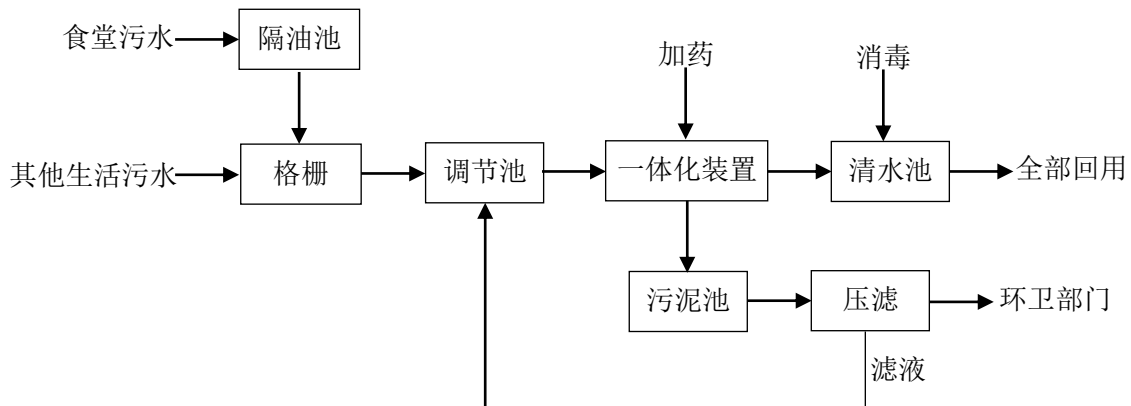 食堂污水
隔油池
加药
消毒
其他生活污水
格栅
调节池
一体化装置
清水池
全部回用
污泥池
压滤
环卫部门
滤液